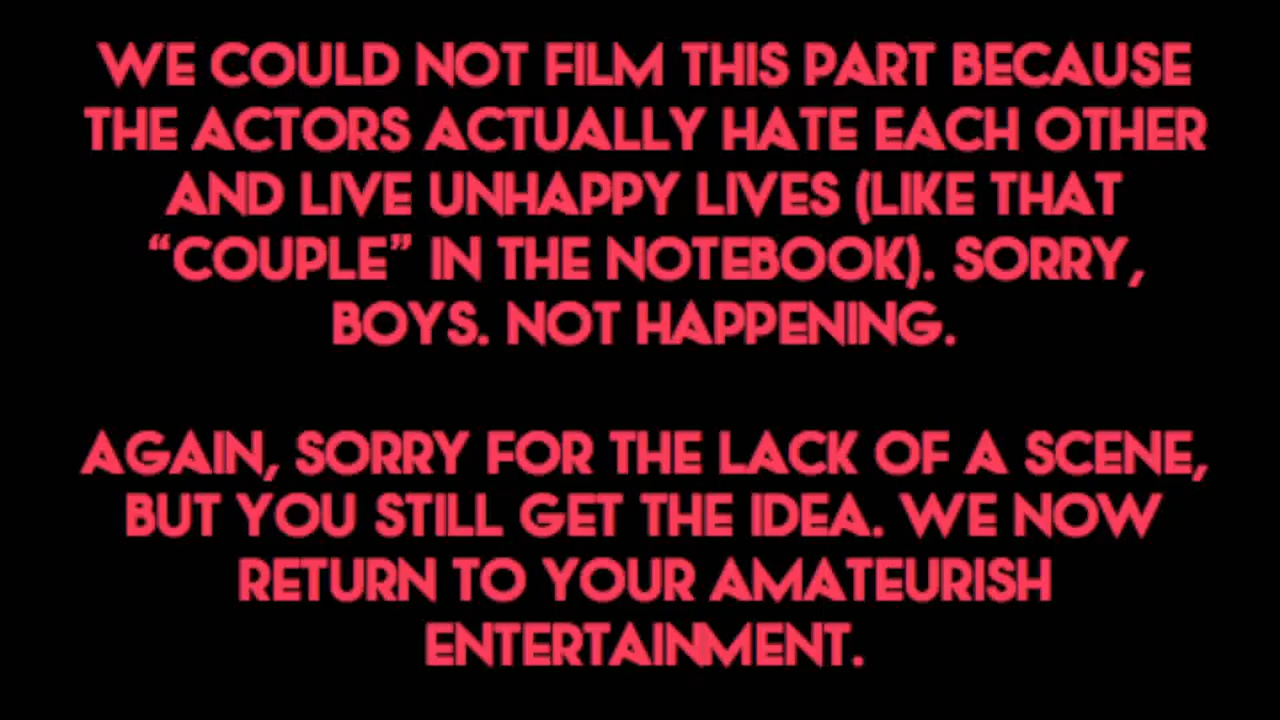 WE COULD NOT FILM THIS PART BECAUSE
THE ACTORS ACTUALLY HATE EACH OTHER
AND LIVE UNHAPPY LIVES (LIKE THAT
“COUPLE” IN THE NOTEBOOK). SORRY,
BOYS. NOT HAPPENING.
AGAIN, SORRY FOR THE LACK OF A SCENE,
BUT YOU STILL GET THE IDEA. WE NOW
RETURN TO YOUR AMATEURISH
ENTERTAINMENT.